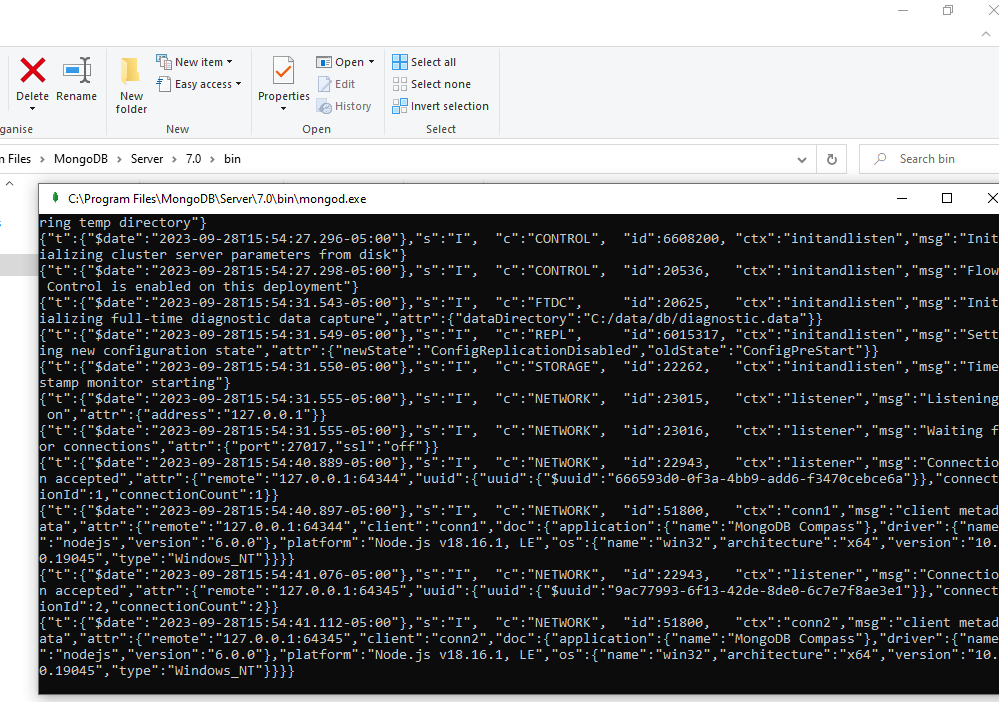 Delete
Rename
New folder
New item
Easy access
Properties
Open
Edit
History
Select all
Select none
Invert selection
ganise
New
Open
Select
n Files > MongoDB > Server > 7.0 > bin
Search bin
C:\Program Files\MongoDB\Server\7.0\bin\mongod.exe
ring temp directory"}
{"t":{"$date":"2023-09-28T15:54:27.296-05:00"},"s":"I",  "c":"CONTROL",  "id":6608200, "ctx":"initandlisten","msg":"Init
ializing cluster server parameters from disk"}
{"t":{"$date":"2023-09-28T15:54:27.298-05:00"},"s":"I",  "c":"CONTROL",  "id":20536,   "ctx":"initandlisten","msg":"Flow
 Control is enabled on this deployment"}
{"t":{"$date":"2023-09-28T15:54:31.543-05:00"},"s":"I",  "c":"FTDC",     "id":20625,   "ctx":"initandlisten","msg":"Init
ializing full-time diagnostic data capture","attr":{"dataDirectory":"C:/data/db/diagnostic.data"}}
{"t":{"$date":"2023-09-28T15:54:31.549-05:00"},"s":"I",  "c":"REPL",     "id":6015317, "ctx":"initandlisten","msg":"Sett
ing new configuration state","attr":{"newState":"ConfigReplicationDisabled","oldState":"ConfigPreStart"}}
{"t":{"$date":"2023-09-28T15:54:31.550-05:00"},"s":"I",  "c":"STORAGE",  "id":22262,   "ctx":"initandlisten","msg":"Time
stamp monitor starting"}
{"t":{"$date":"2023-09-28T15:54:31.555-05:00"},"s":"I",  "c":"NETWORK",  "id":23015,   "ctx":"listener","msg":"Listening
 on","attr":{"address":"127.0.0.1"}}
{"t":{"$date":"2023-09-28T15:54:31.555-05:00"},"s":"I",  "c":"NETWORK",  "id":23016,   "ctx":"listener","msg":"Waiting f
or connections","attr":{"port":27017,"ssl":"off"}}
{"t":{"$date":"2023-09-28T15:54:40.889-05:00"},"s":"I",  "c":"NETWORK",  "id":22943,   "ctx":"listener","msg":"Connectio
n accepted","attr":{"remote":"127.0.0.1:64344","uuid":{"uuid":{"$uuid":"666593d0-0f3a-4bb9-add6-f3470cebce6a"}},"connect
ionId":1,"connectionCount":1}}
{"t":{"$date":"2023-09-28T15:54:40.897-05:00"},"s":"I",  "c":"NETWORK",  "id":51800,   "ctx":"conn1","msg":"client metad
ata","attr":{"remote":"127.0.0.1:64344","client":"conn1","doc":{"application":{"name":"MongoDB Compass"},"driver":{"name
":"nodejs","version":"6.0.0"},"platform":"Node.js v18.16.1, LE","os":{"name":"win32","architecture":"x64","version":"10.
0.19045","type":"Windows_NT"}}}}
{"t":{"$date":"2023-09-28T15:54:41.076-05:00"},"s":"I",  "c":"NETWORK",  "id":22943,   "ctx":"listener","msg":"Connectio
n accepted","attr":{"remote":"127.0.0.1:64345","uuid":{"uuid":{"$uuid":"9ac77993-6f13-42de-8de0-6c7e7f8ae3e1"}},"connect
ionId":2,"connectionCount":2}}
{"t":{"$date":"2023-09-28T15:54:41.112-05:00"},"s":"I",  "c":"NETWORK",  "id":51800,   "ctx":"conn2","msg":"client metad
ata","attr":{"remote":"127.0.0.1:64345","client":"conn2","doc":{"application":{"name":"MongoDB Compass"},"driver":{"name
":"nodejs","version":"6.0.0"},"platform":"Node.js v18.16.1, LE","os":{"name":"win32","architecture":"x64","version":"10.
0.19045","type":"Windows_NT"}}}}